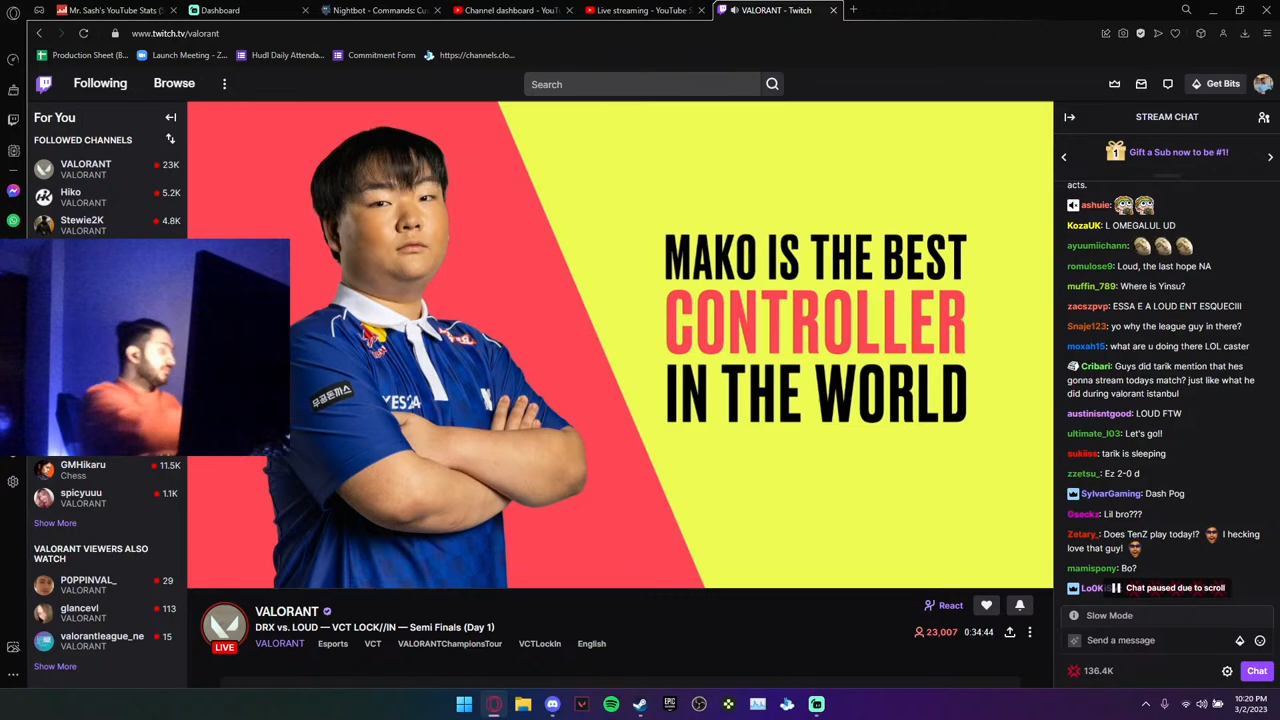 Mr. Sash's YouTube Stats (S
Dashboard
Nightbot - Commands: Cu
Channel dashboard - YouT
Live streaming - YouTube S
VALORANT - Twitch
www.twitch.tv/valorant
Production Sheet (B...
Launch Meeting - Z...
Hudl Daily Attenda...
Commitment Form
https://channels.clo...
Following
Browse
Search
Get Bits
For You
FOLLOWED CHANNELS
VALORANT
23K
VALORANT
Hiko
5.2K
VALORANT
Stewie2K
4.8K
GMHikaru
11.5K
Chess
spicyuuu
1.1K
VALORANT
Show More
VALORANT VIEWERS ALSO
WATCH
P0PPINVAL_
29
VALORANT
glancevi
113
VALORANT
valorantleague_ne
15
VALORANT
Show More
MAKO IS THE BEST
CONTROLLER
IN THE WORLD
무공돈까스
YES24
VALORANT
LIVE
DRX vs. LOUD — VCT LOCK//IN — Semi Finals (Day 1)
VALORANT
Esports
VCT
VALORANTChampionsTour
VCTLockIn
English
React
23,007
0:34:44
STREAM CHAT
1
Gift a Sub now to be #1!
acts.
ashuie:
KozaUK: L OMEGALUL UD
ayuumiichann:
romulose9: Loud, the last hope NA
muffin_789: Where is Yinsu?
zacszpvp: ESSA E A LOUD ENT ESQUECIII
Snaje123: yo why the league guy in there?
moxah15: what are u doing there LOL caster
Cribari: Guys did tarik mention that hes
gonna stream todays match? just like what he
did during valorant istanbul
austinisntgood: LOUD FTW
ultimate_l03: Let's go!!
sukiiss: tarik is sleeping
zzetsu_: Ez 2-0 d
SylvarGaming: Dash Pog
Gseckz: Lil bro???
Zetary_: Does TenZ play today!? I hecking
love that guy!
mamispony: Bo?
Chat paused due to scroll
Slow Mode
Send a message
136.4K
Chat
10:20 PM
3/2/2023